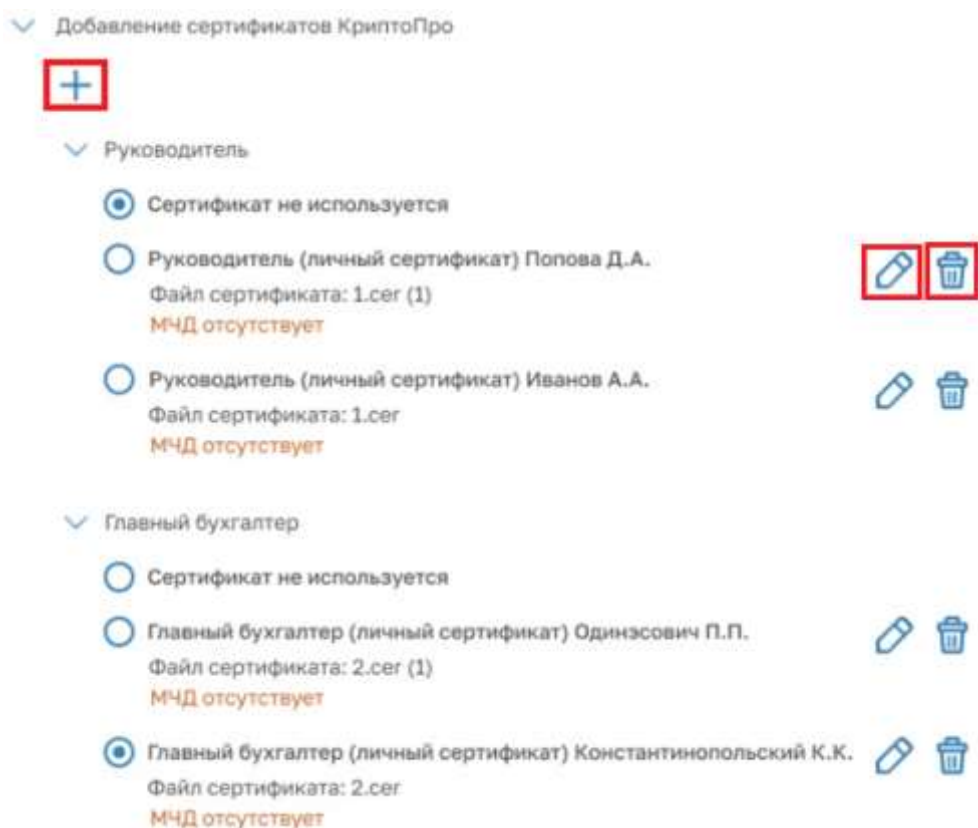 Добавление сертификатов КриптоПро
Руководитель
Сертификат не используется
Руководитель (личный сертификат) Попова Д.А.
Файл сертификата: 1.cer (1)
МЧД отсутствует
Руководитель (личный сертификат) Иванов А.А.
Файл сертификата: 1.cer
МЧД отсутствует
Главный бухгалтер
Сертификат не используется
Главный бухгалтер (личный сертификат) Одинэсович П.П.
Файл сертификата: 2.cer (1)
МЧД отсутствует
Главный бухгалтер (личный сертификат) Константинопольский К.К.
Файл сертификата: 2.cer
МЧД отсутствует